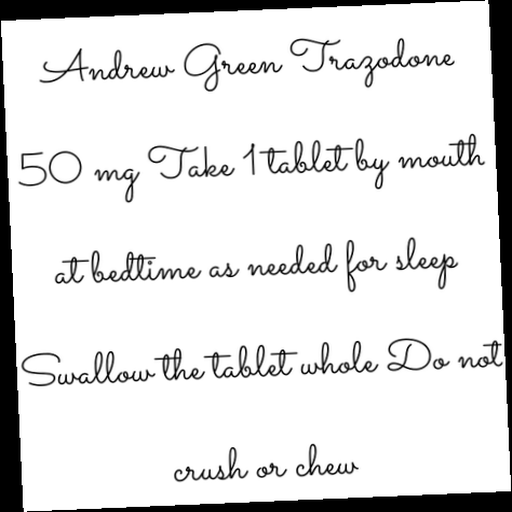 Andrew Green Trazodone
50 mg Take 1 tablet by mouth
at bedtime as needed for sleep
Swallow the tablet whole Do not
crush or chew